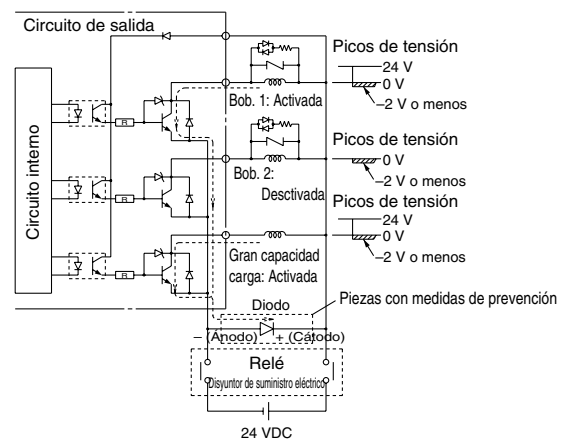 Circuito de salida
Circuito interno
R
R
R
Bob. 1: Activada
Bob. 2:
Desctivada
Gran capacidad
carga: Activada
Picos de tensión
24 V
0 V
–2 V o menos
Picos de tensión
0 V
–2 V o menos
Picos de tensión
24 V
0 V
–2 V o menos
Piezas con medidas de prevención
Diodo
– (Ánodo)
+ (Cátodo)
Relé
Disyuntor de suministro eléctrico
24 VDC